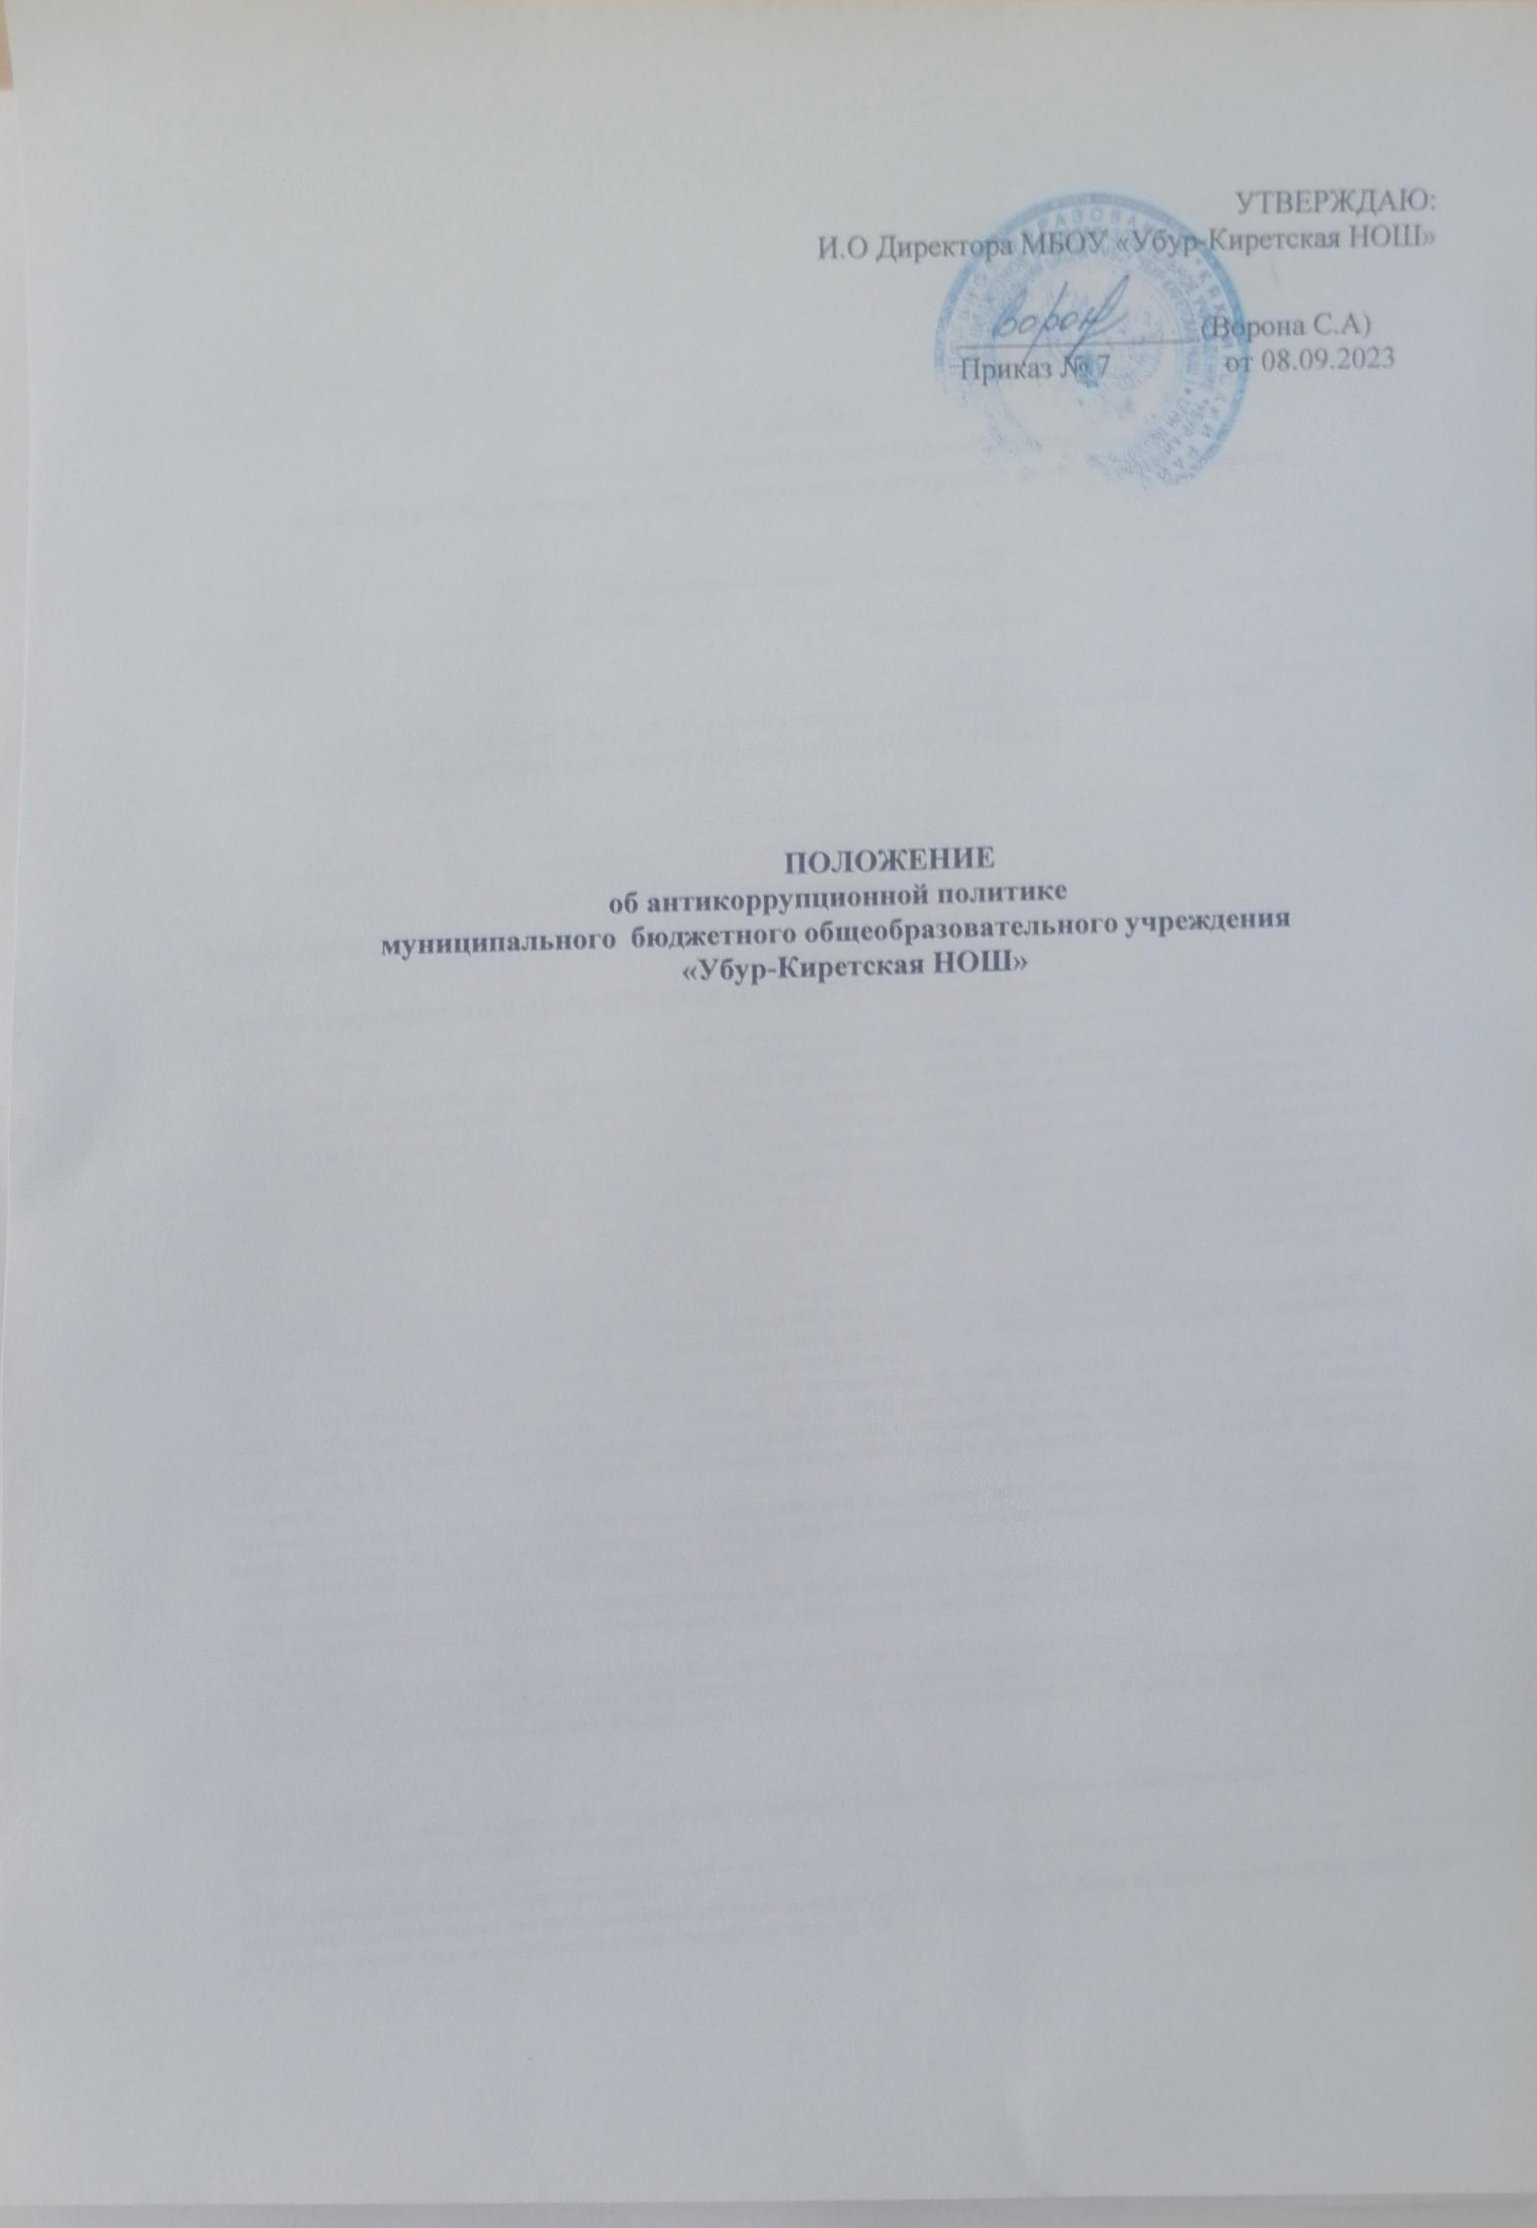 УТВЕРЖДАЮ:
И.О Директора МБОУ «Убур-Киретская НОШ»
Ворона (Ворона С.А)
Приказ № 7 от 08.09.2023
ПОЛОЖЕНИЕ
об антикоррупционной политике
муниципального бюджетного общеобразовательного учреждения
«Убур-Киретская НОШ»